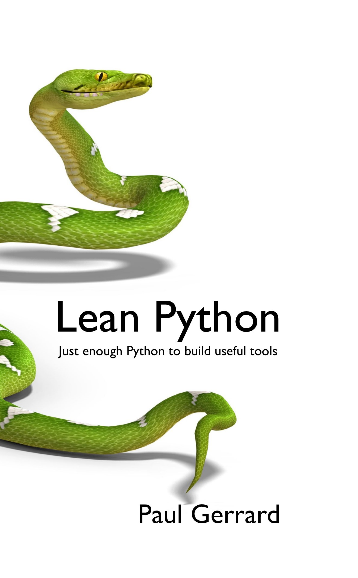 Lean Python
Just enough Python to build useful tools
Paul Gerrard